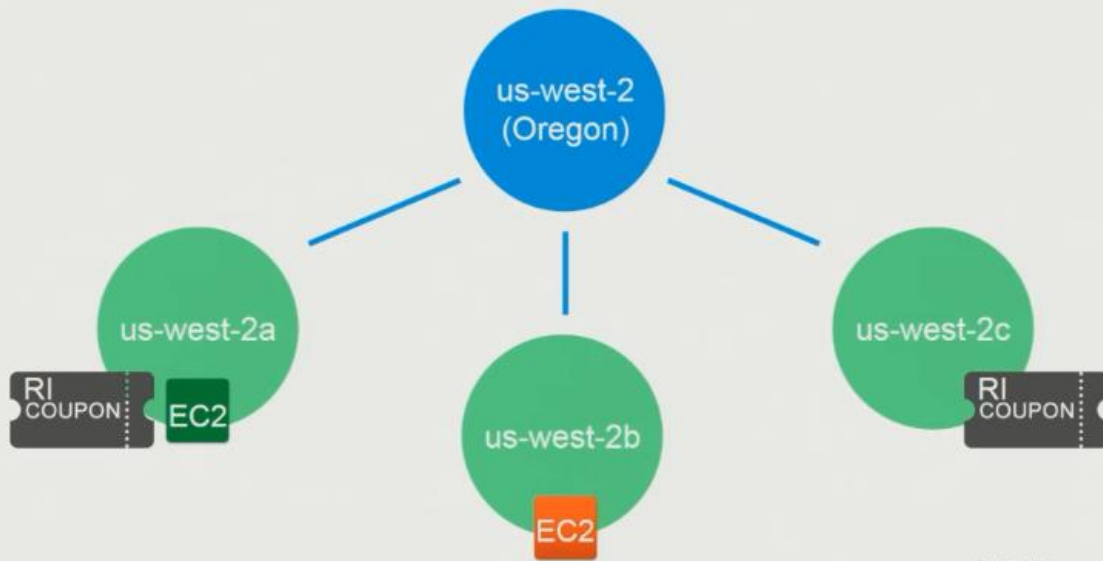 us-west-2
(Oregon)
us-west-2a
us-west-2c
RI
COUPON
EC2
us-west-2b
RI
COUPON
EC2